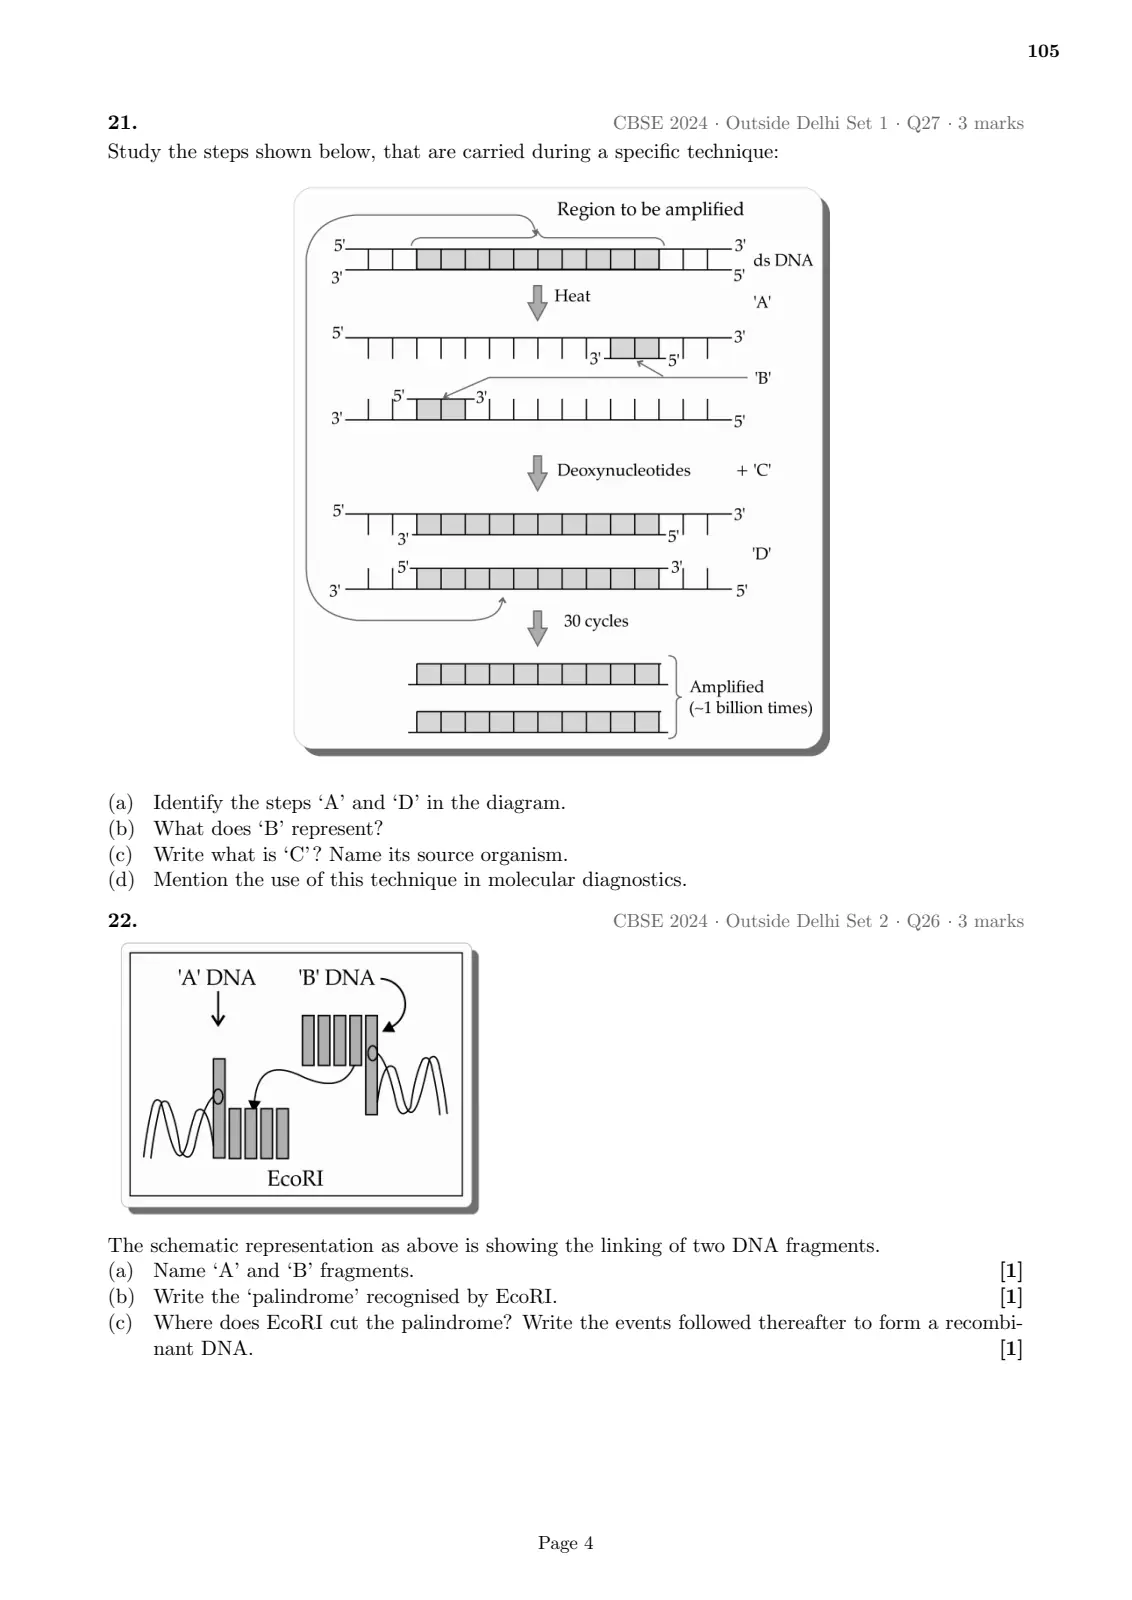 105
21. CBSE 2024 · Outside Delhi Set 1 · Q27 · 3 marks
Study the steps shown below, that are carried during a specific technique:
Region to be amplified
5' 3'
ds DNA
3' 5'
Heat 'A'
5' 3'
3' 5'
'B'
5' 3'
3' 5'
Deoxynucleotides + 'C'
5' 3'
3' 5'
'D'
5' 3'
3' 5'
30 cycles
Amplified
(~1 billion times)
(a) Identify the steps ‘A’ and ‘D’ in the diagram.
(b) What does ‘B’ represent?
(c) Write what is ‘C’? Name its source organism.
(d) Mention the use of this technique in molecular diagnostics.
22. CBSE 2024 · Outside Delhi Set 2 · Q26 · 3 marks
'A' DNA 'B' DNA
EcoRI
The schematic representation as above is showing the linking of two DNA fragments.
(a) Name ‘A’ and ‘B’ fragments. [1]
(b) Write the ‘palindrome’ recognised by EcoRI. [1]
(c) Where does EcoRI cut the palindrome? Write the events followed thereafter to form a recombi-
nant DNA. [1]
Page 4